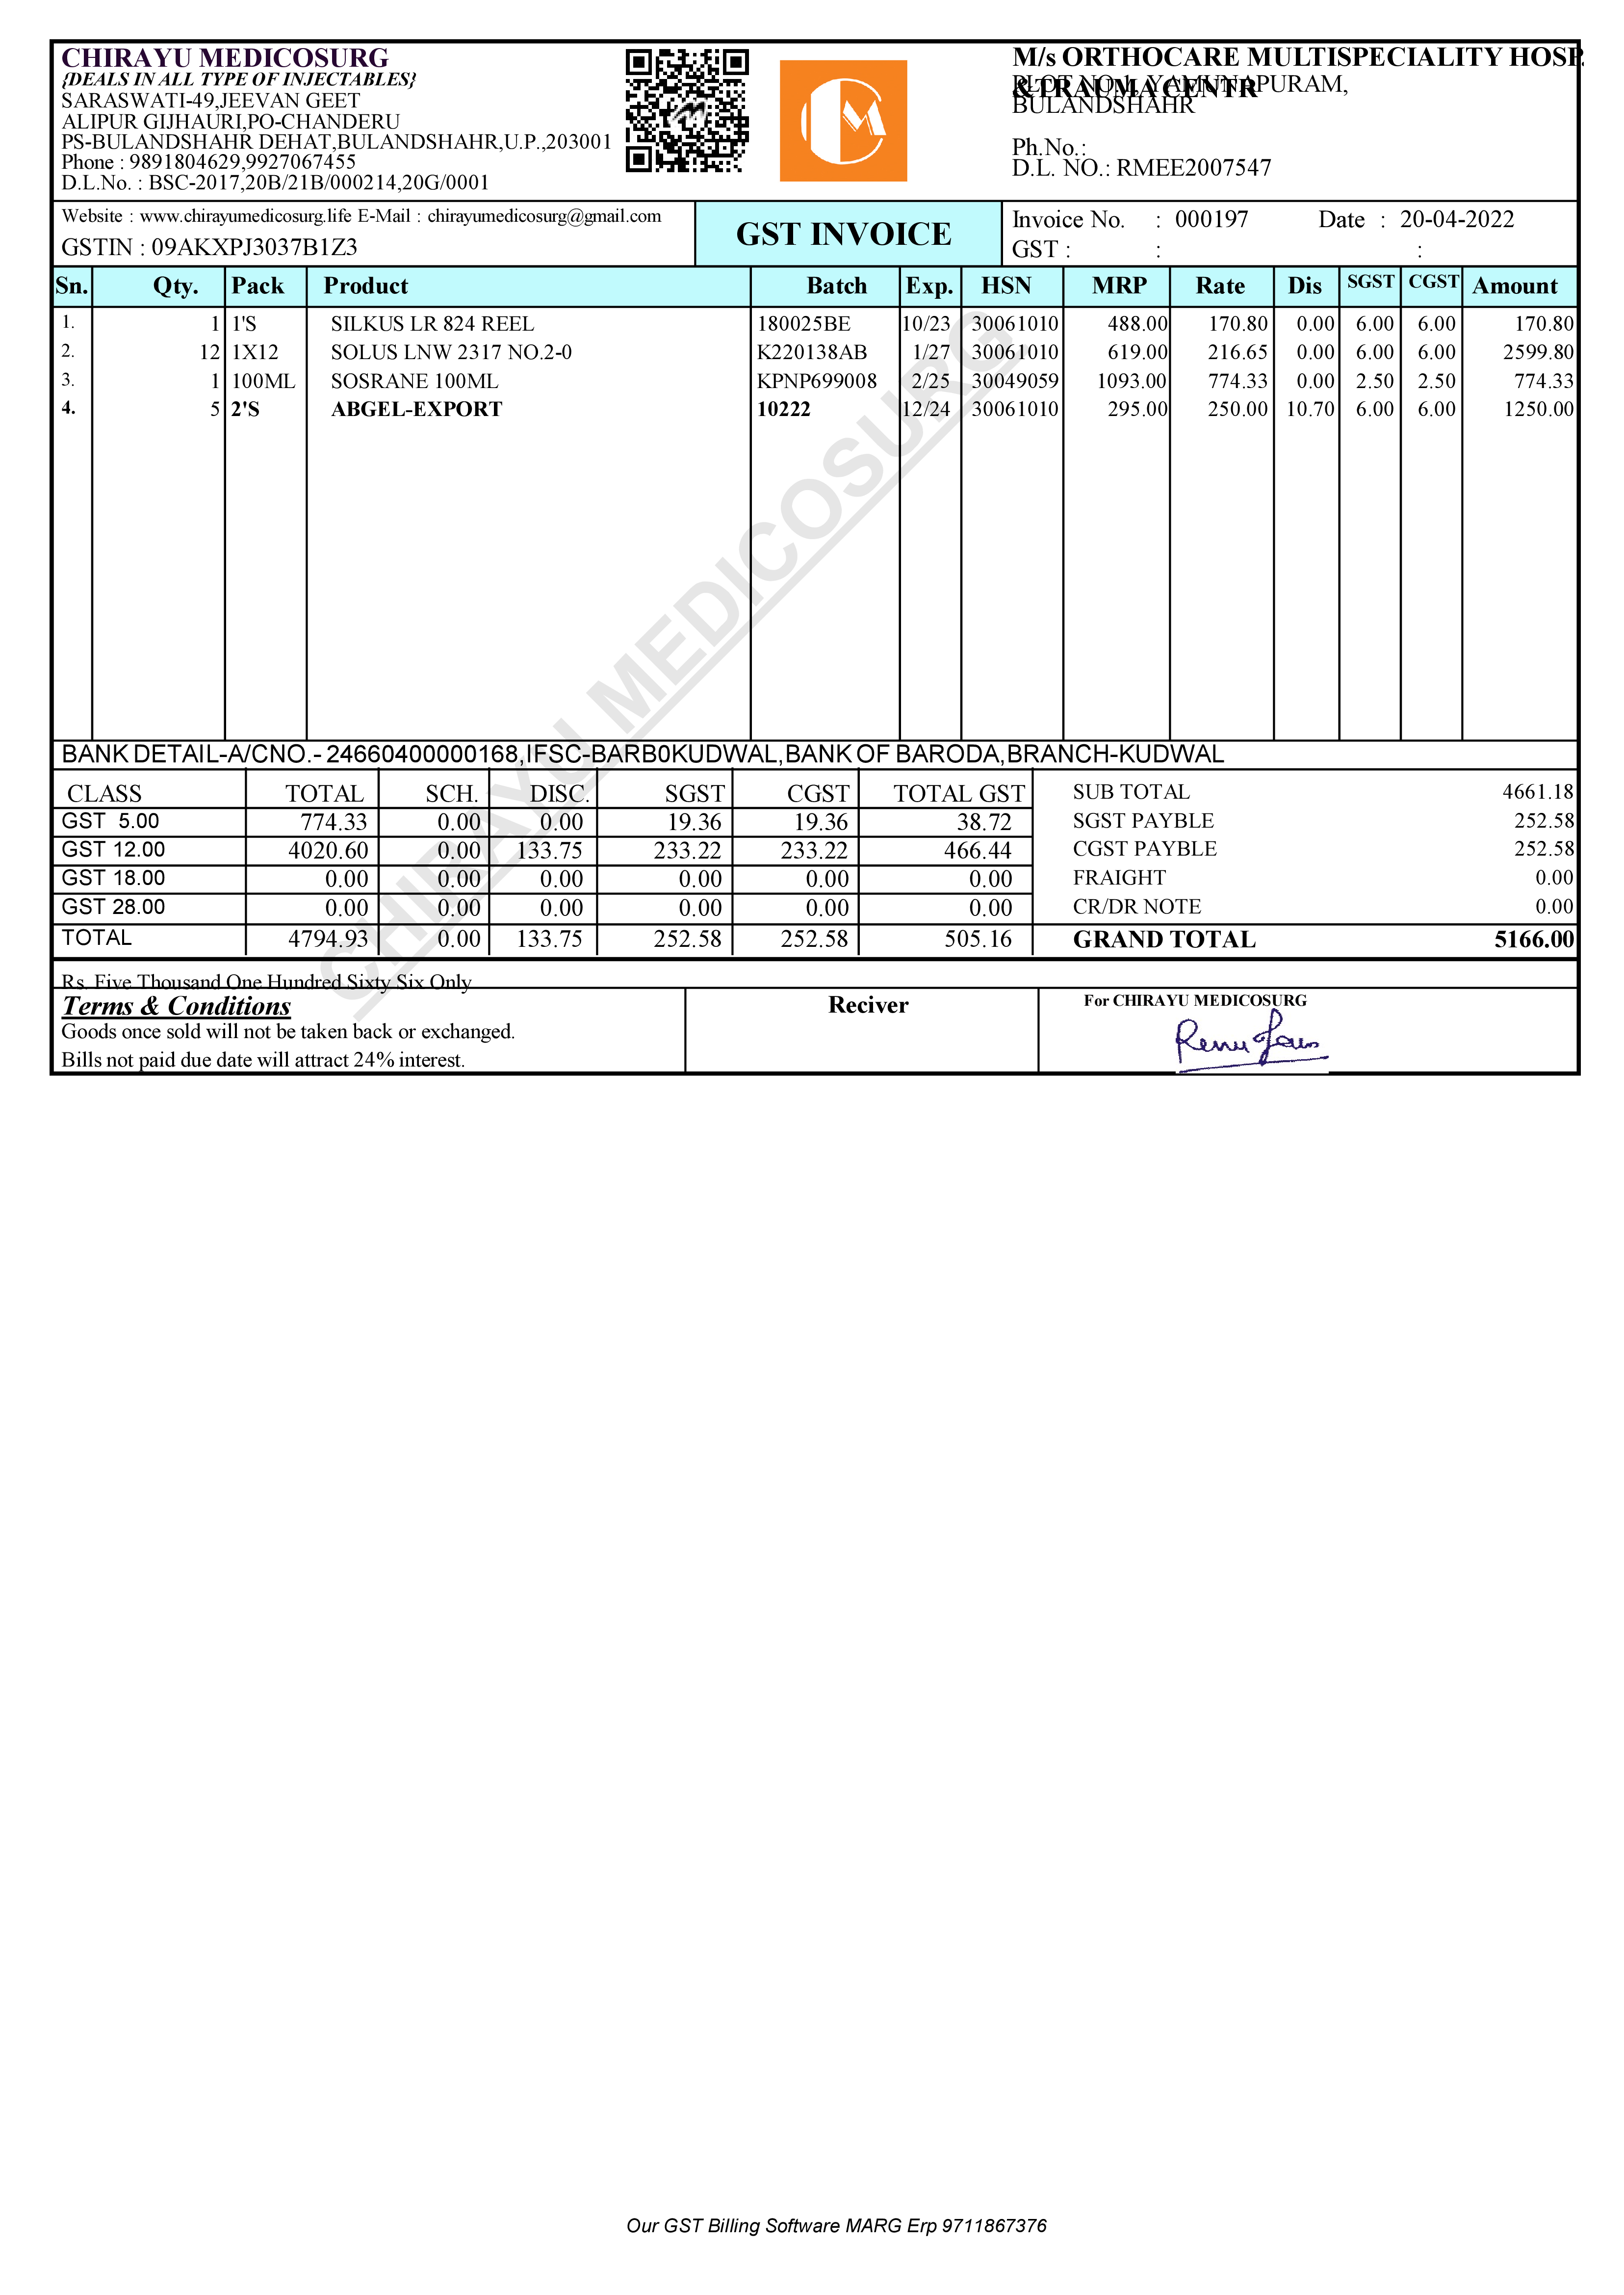 CHIRAYU MEDICOSURG
{DEALS IN ALL TYPE OF INJECTABLES}
SARASWATI-49,JEEVAN GEET
ALIPUR GIJHAURI,PO-CHANDERU
PS-BULANDSHAHR DEHAT,BULANDSHAHR,U.P.,203001
Phone : 9891804629,9927067455
D.L.No. : BSC-2017,20B/21B/000214,20G/0001
M/s ORTHOCARE MULTISPECIALITY HOSP.
& TRAUMA CENTR
PLOT NO-1, YAMUNAPURAM,
BULANDSHAHR
Ph.No.:
D.L. NO.: RMEE2007547
Website : www.chirayumedicosurg.life E-Mail : chirayumedicosurg@gmail.com
GSTIN : 09AKXPJ3037B1Z3
GST INVOICE
Invoice No. : 000197 Date : 20-04-2022
GST : : :
Sn. Qty. Pack Product Batch Exp. HSN MRP Rate Dis SGST CGST Amount
1. 1 1'S SILKUS LR 824 REEL 180025BE 10/23 30061010 488.00 170.80 0.00 6.00 6.00 170.80
2. 12 1X12 SOLUS LNW 2317 NO.2-0 K220138AB 1/27 30061010 619.00 216.65 0.00 6.00 6.00 2599.80
3. 1 100ML SOSRANE 100ML KPNP699008 2/25 30049059 1093.00 774.33 0.00 2.50 2.50 774.33
4. 5 2'S ABGEL-EXPORT 10222 12/24 30061010 295.00 250.00 10.70 6.00 6.00 1250.00
CHIRAYU MEDICOSURG
BANK DETAIL-A/CNO.- 24660400000168,IFSC-BARB0KUDWAL,BANK OF BARODA,BRANCH-KUDWAL
CLASS TOTAL SCH. DISC. SGST CGST TOTAL GST
GST 5.00 774.33 0.00 0.00 19.36 19.36 38.72
GST 12.00 4020.60 0.00 133.75 233.22 233.22 466.44
GST 18.00 0.00 0.00 0.00 0.00 0.00 0.00
GST 28.00 0.00 0.00 0.00 0.00 0.00 0.00
TOTAL 4794.93 0.00 133.75 252.58 252.58 505.16
SUB TOTAL 4661.18
SGST PAYBLE 252.58
CGST PAYBLE 252.58
FRAIGHT 0.00
CR/DR NOTE 0.00
GRAND TOTAL 5166.00
Rs. Five Thousand One Hundred Sixty Six Only
Terms & Conditions
Goods once sold will not be taken back or exchanged.
Bills not paid due date will attract 24% interest.
Reciver
For CHIRAYU MEDICOSURG
Renu Jain
Our GST Billing Software MARG Erp 9711867376